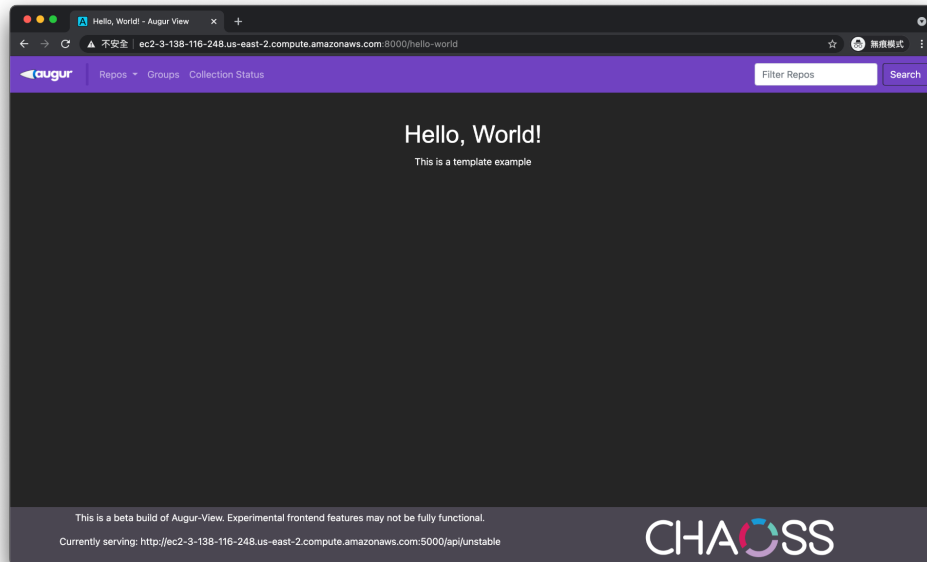 Hello, World! - Augur View
不安全 ec2-3-138-116-248.us-east-2.compute.amazonaws.com:8000/hello-world 無痕模式
augur Repos Groups Collection Status Filter Repos Search
Hello, World!
This is a template example
This is a beta build of Augur-View. Experimental frontend features may not be fully functional.
Currently serving: http://ec2-3-138-116-248.us-east-2.compute.amazonaws.com:5000/api/unstable
CHAOSS